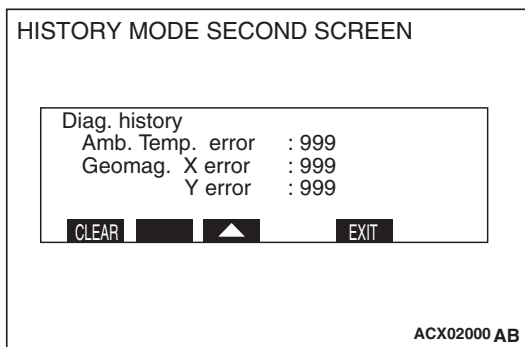 HISTORY MODE SECOND SCREEN
Diag. history
Amb. Temp. error : 999
Geomag. X error : 999
Y error : 999
CLEAR EXIT
ACX02000 AB